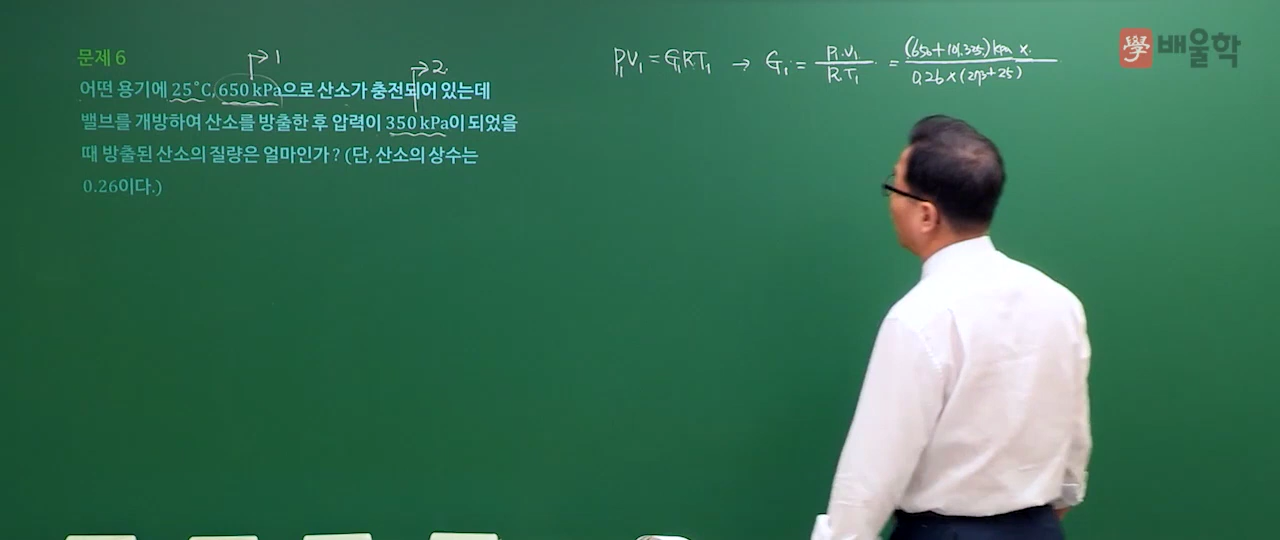 문제 6
어떤 용기에 25°C, 650 kPa으로 산소가 충전되어 있는데
밸브를 개방하여 산소를 방출한 후 압력이 350 kPa이 되었을
때 방출된 산소의 질량은 얼마인가? (단, 산소의 상수는
0.26이다.)
1
2
P₁V₁ = G₁RT₁ → G₁ = P₁·V₁ / R·T₁ = (650+101.325)kPa × / 0.26×(273+25)
學 배울학